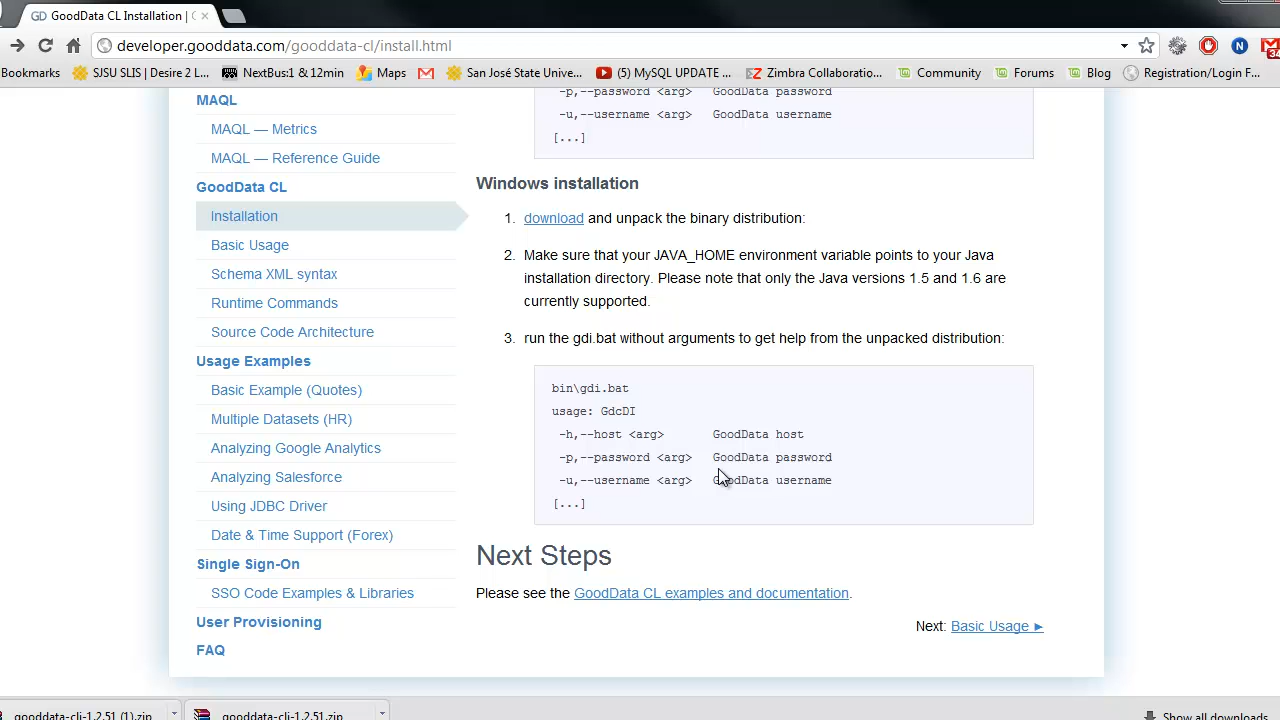 GD GoodData CL Installation |
developer.gooddata.com/gooddata-cl/install.html
Bookmarks SJSU SLIS | Desire 2 L... NextBus:1 & 12min Maps San José State Unive... (5) MySQL UPDATE ... Zimbra Collaboratio... Community Forums Blog Registration/Login F...
34
MAQL
MAQL — Metrics
MAQL — Reference Guide
GoodData CL
Installation
Basic Usage
Schema XML syntax
Runtime Commands
Source Code Architecture
Usage Examples
Basic Example (Quotes)
Multiple Datasets (HR)
Analyzing Google Analytics
Analyzing Salesforce
Using JDBC Driver
Date & Time Support (Forex)
Single Sign-On
SSO Code Examples & Libraries
User Provisioning
FAQ
-p,--password <arg> GoodData password
-u,--username <arg> GoodData username
[...]
Windows installation
1. download and unpack the binary distribution:
2. Make sure that your JAVA_HOME environment variable points to your Java
installation directory. Please note that only the Java versions 1.5 and 1.6 are
currently supported.
3. run the gdi.bat without arguments to get help from the unpacked distribution:
bin\gdi.bat
usage: GdcDI
-h,--host <arg> GoodData host
-p,--password <arg> GoodData password
-u,--username <arg> GoodData username
[...]
Next Steps
Please see the GoodData CL examples and documentation.
Next: Basic Usage ►
gooddata-cli-1.2.51 (1).zip gooddata-cli-1.2.51.zip Show all downloads